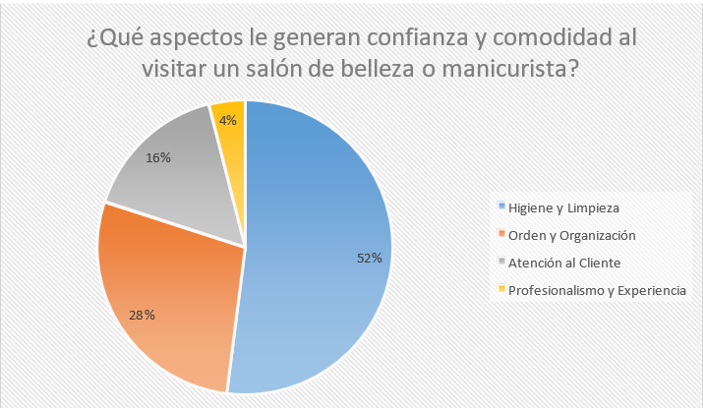 ¿Qué aspectos le generan confianza y comodidad al
visitar un salón de belleza o manicurista?
4%
16%
52%
28%
Higiene y Limpieza
Orden y Organización
Atención al Cliente
Profesionalismo y Experiencia